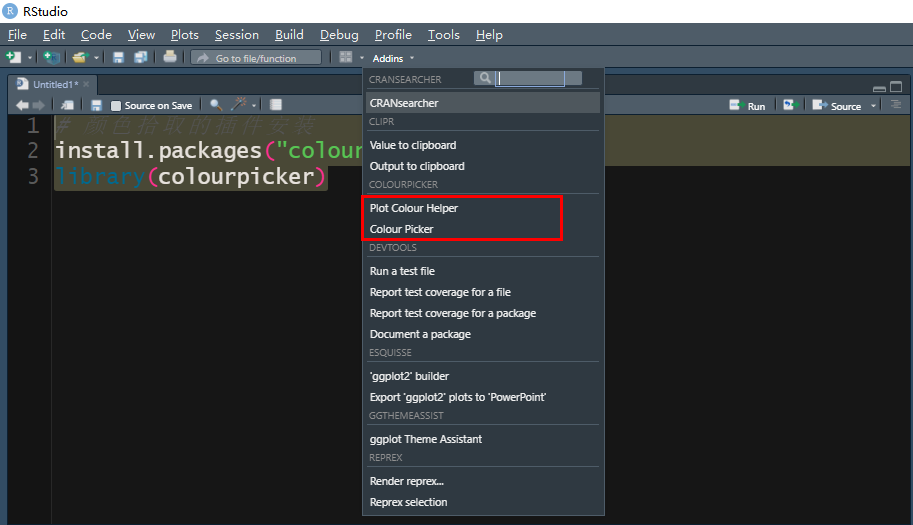 RStudio
File Edit Code View Plots Session Build Debug Profile Tools Help
Go to file/function Addins
Untitled1*
Source on Save Run Source
CRANSEARCHER
CRANsearcher
CLIPR
Value to clipboard
Output to clipboard
COLOURPICKER
Plot Colour Helper
Colour Picker
DEVTOOLS
Run a test file
Report test coverage for a file
Report test coverage for a package
Document a package
ESQUISSE
'ggplot2' builder
Export 'ggplot2' plots to 'PowerPoint'
GGTHEMEASSIST
ggplot Theme Assistant
REPREX
Render reprex...
Reprex selection
1 # 颜色拾取的插件安装
2 install.packages("colour
3 library(colourpicker)